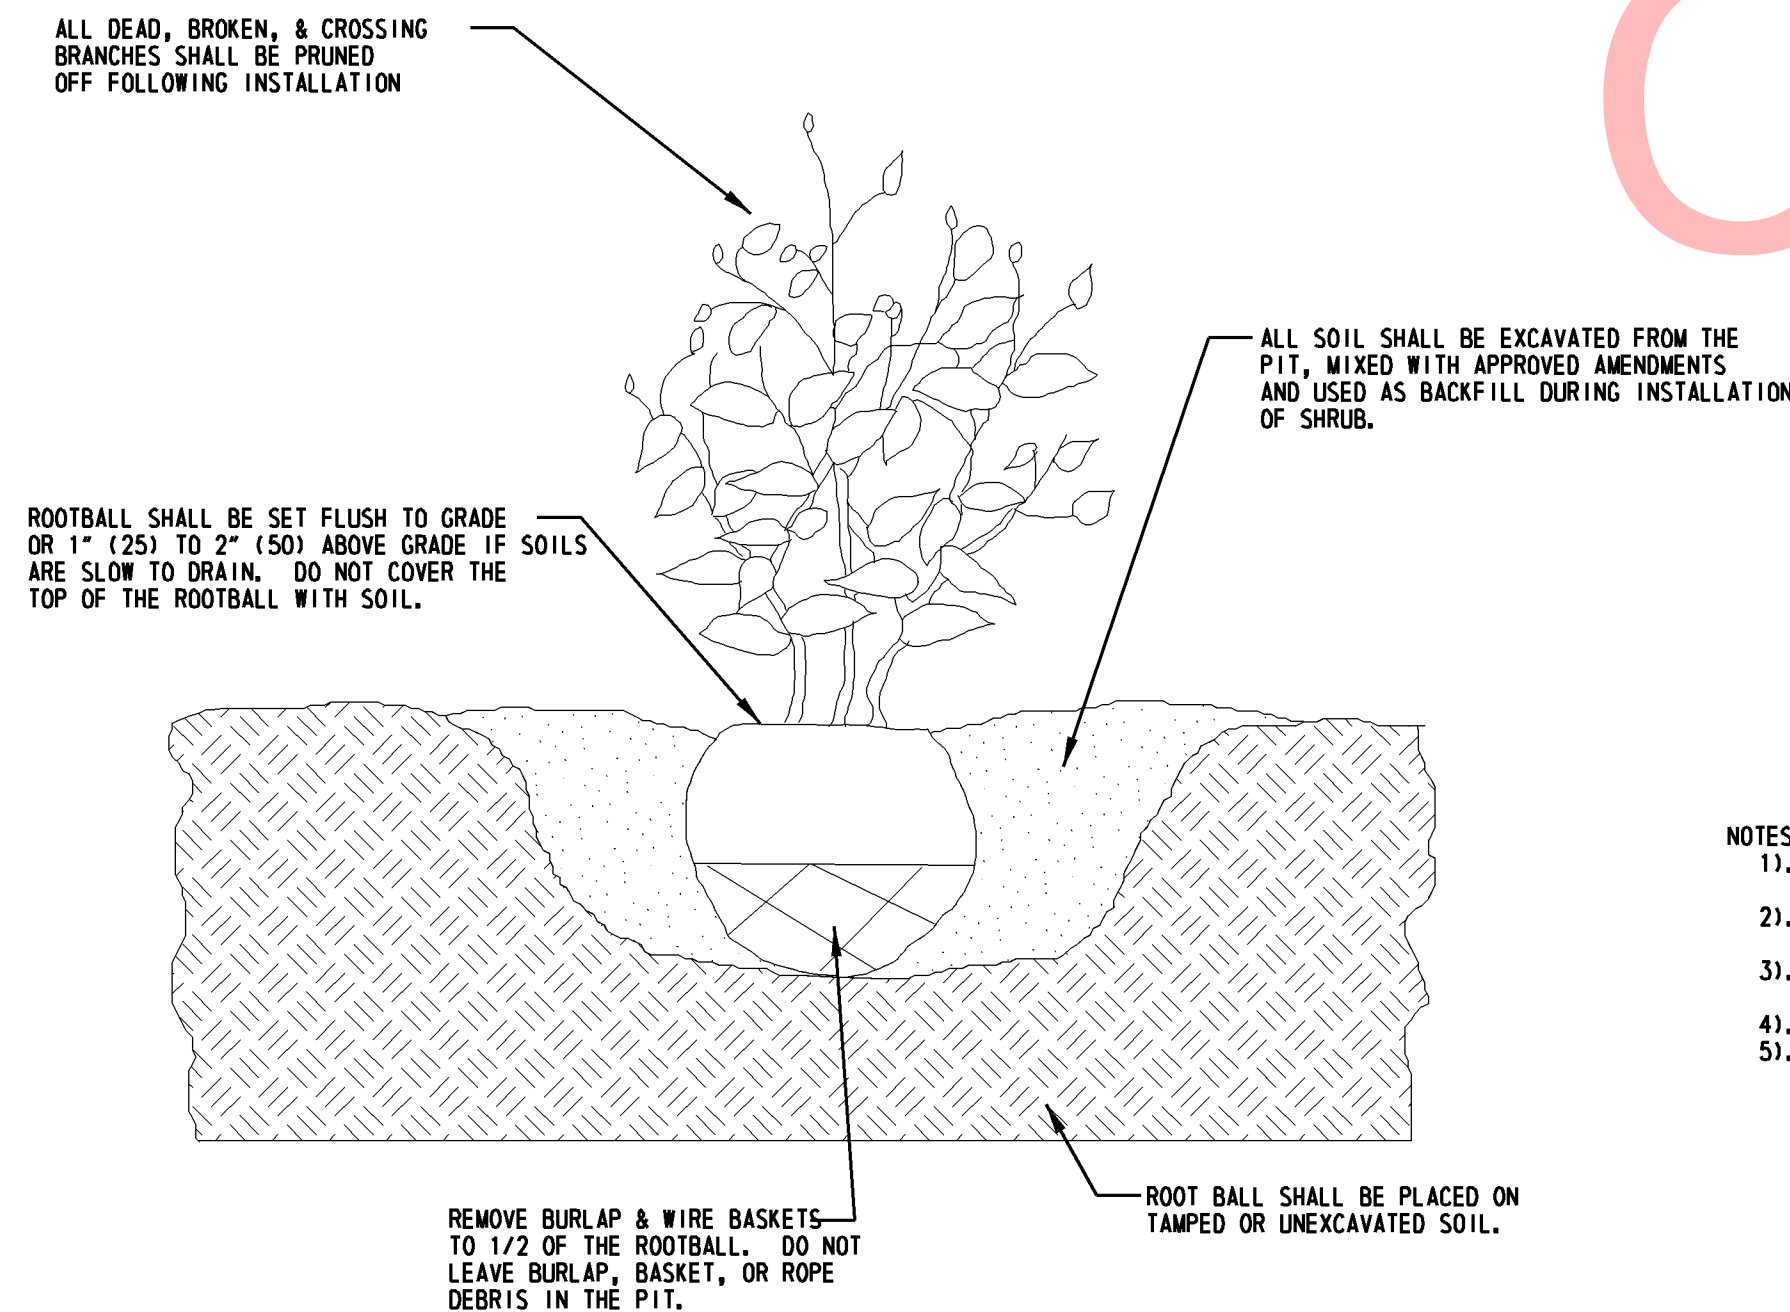 ALL DEAD, BROKEN, & CROSSING
BRANCHES SHALL BE PRUNED
OFF FOLLOWING INSTALLATION
ALL SOIL SHALL BE EXCAVATED FROM THE
PIT, MIXED WITH APPROVED AMENDMENTS
AND USED AS BACKFILL DURING INSTALLATION
OF SHRUB.
ROOTBALL SHALL BE SET FLUSH TO GRADE
OR 1" (25) TO 2" (50) ABOVE GRADE IF SOILS
ARE SLOW TO DRAIN. DO NOT COVER THE
TOP OF THE ROOTBALL WITH SOIL.
NOTES
1).
2).
3).
4).
5).
ROOT BALL SHALL BE PLACED ON
TAMPED OR UNEXCAVATED SOIL.
REMOVE BURLAP & WIRE BASKETS
TO 1/2 OF THE ROOTBALL. DO NOT
LEAVE BURLAP, BASKET, OR ROPE
DEBRIS IN THE PIT.